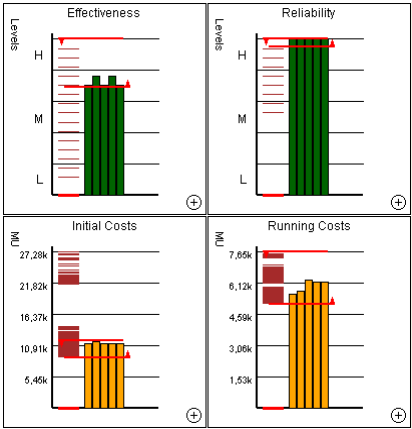 Effectiveness
Levels
H
M
L
Reliability
Levels
H
M
L
Initial Costs
MU
27,28k
21,82k
16,37k
10,91k
5,46k
Running Costs
MU
7,65k
6,12k
4,59k
3,06k
1,53k